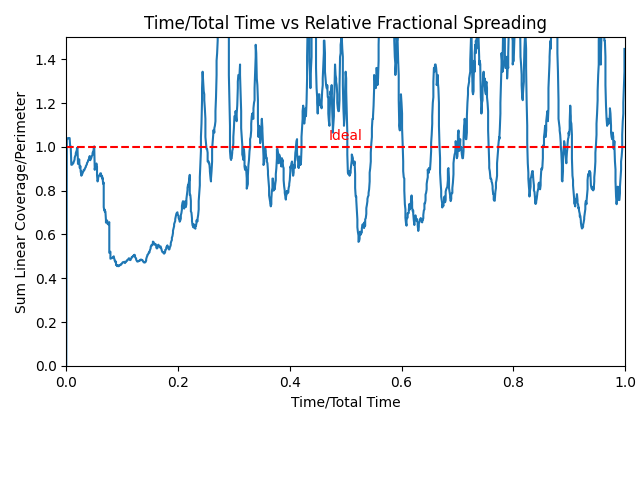 Time/Total Time vs Relative Fractional Spreading
Sum Linear Coverage/Perimeter
1.4
1.2
1.0
0.8
0.6
0.4
0.2
0.0
Ideal
0.0 0.2 0.4 0.6 0.8 1.0
Time/Total Time